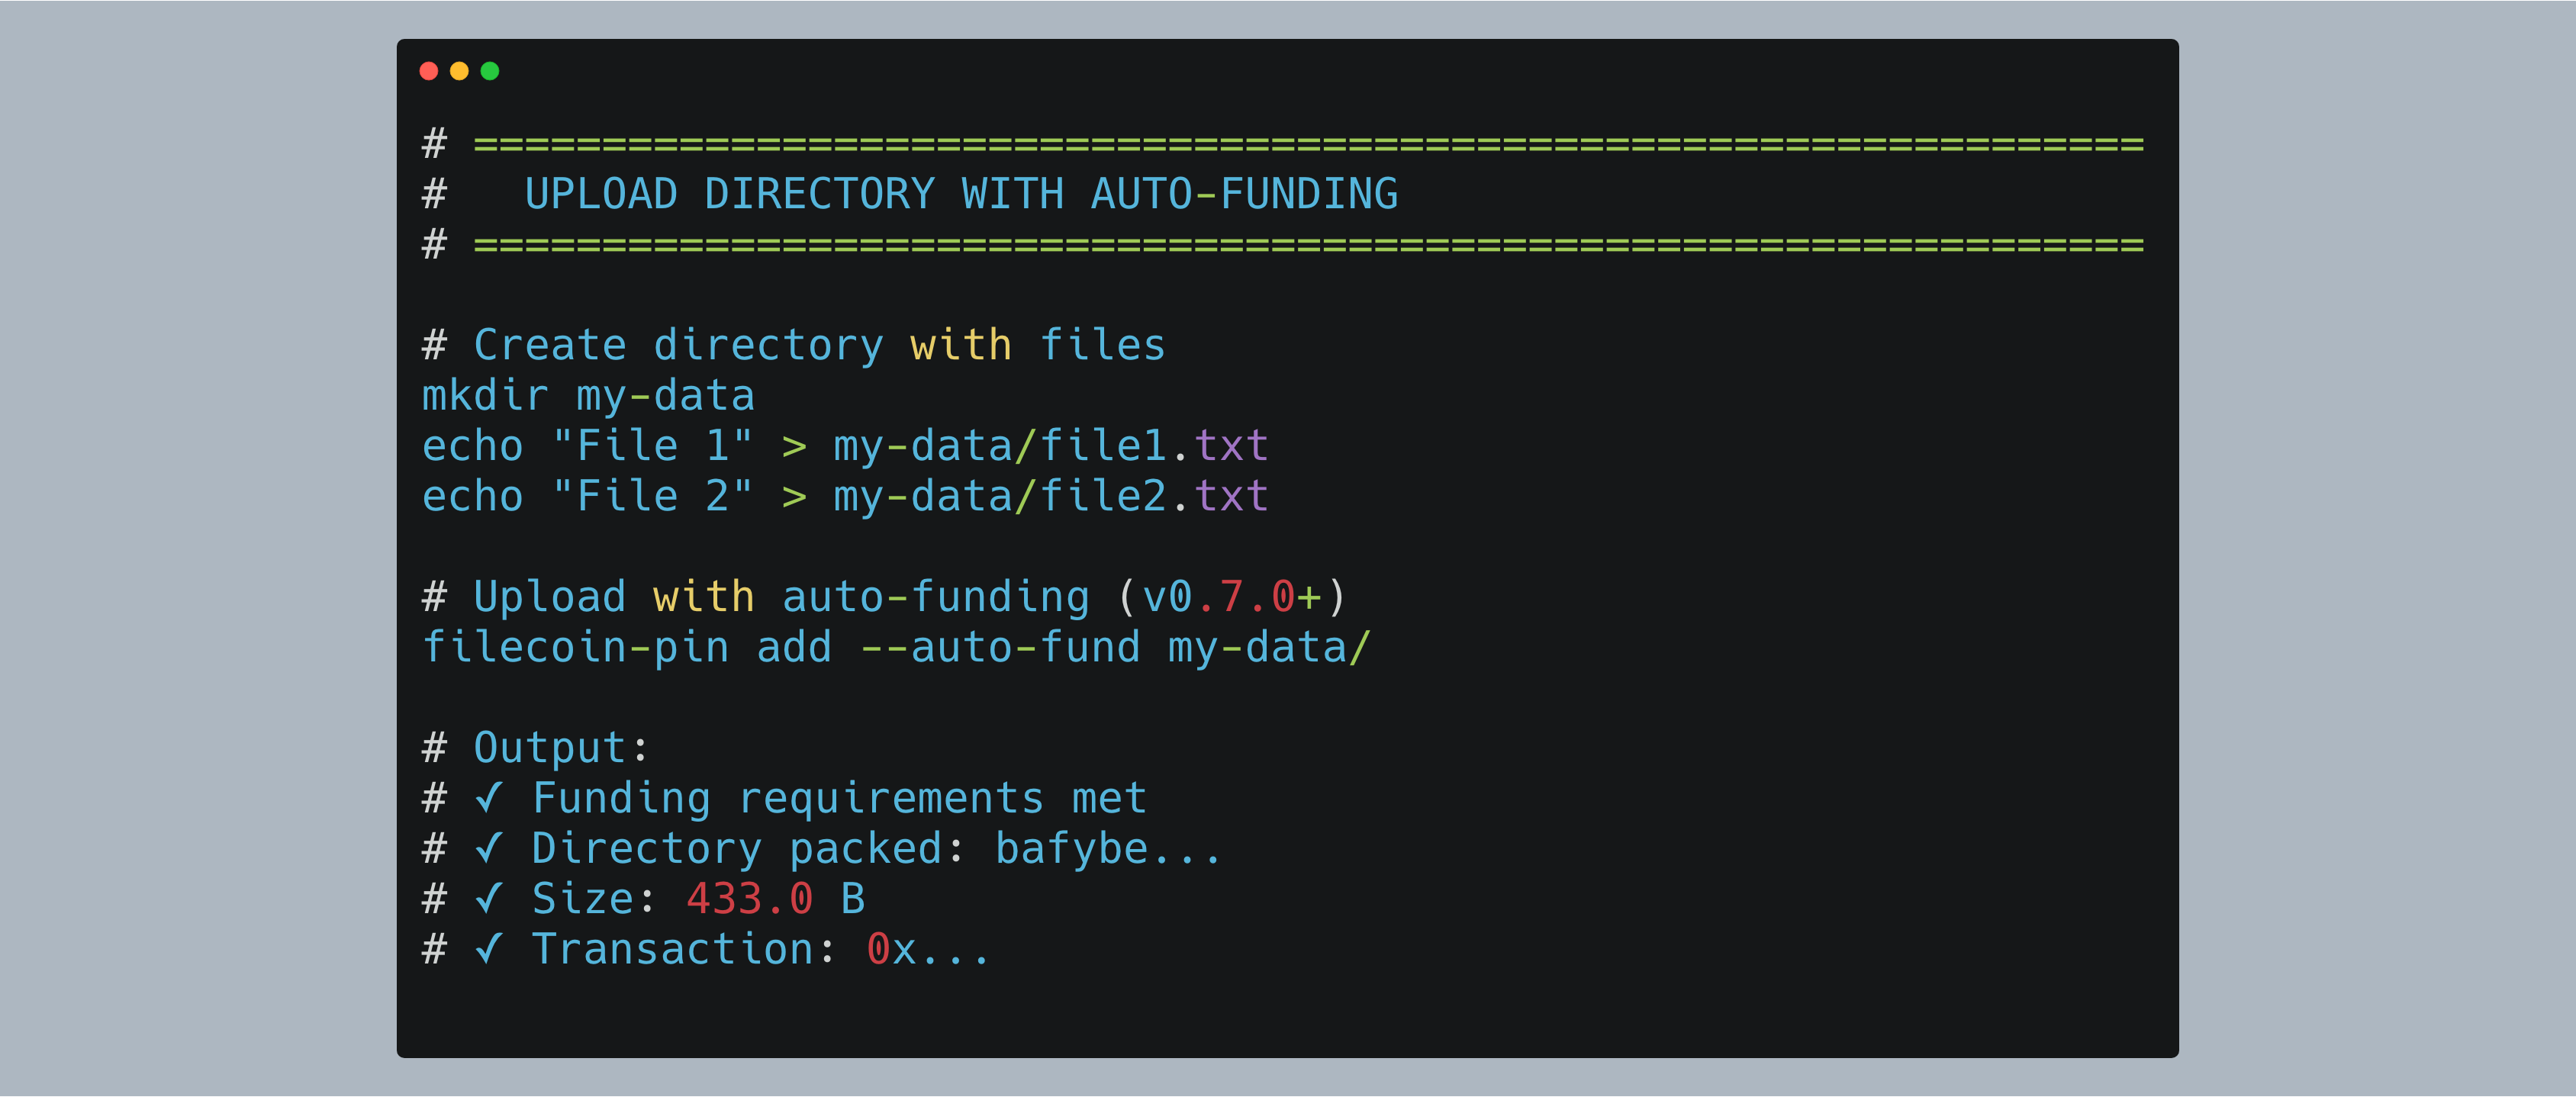 # =================================================================
#   UPLOAD DIRECTORY WITH AUTO-FUNDING
# =================================================================
# Create directory with files
mkdir my-data
echo "File 1" > my-data/file1.txt
echo "File 2" > my-data/file2.txt
# Upload with auto-funding (v0.7.0+)
filecoin-pin add --auto-fund my-data/
# Output:
# ✓ Funding requirements met
# ✓ Directory packed: bafybe...
# ✓ Size: 433.0 B
# ✓ Transaction: 0x...